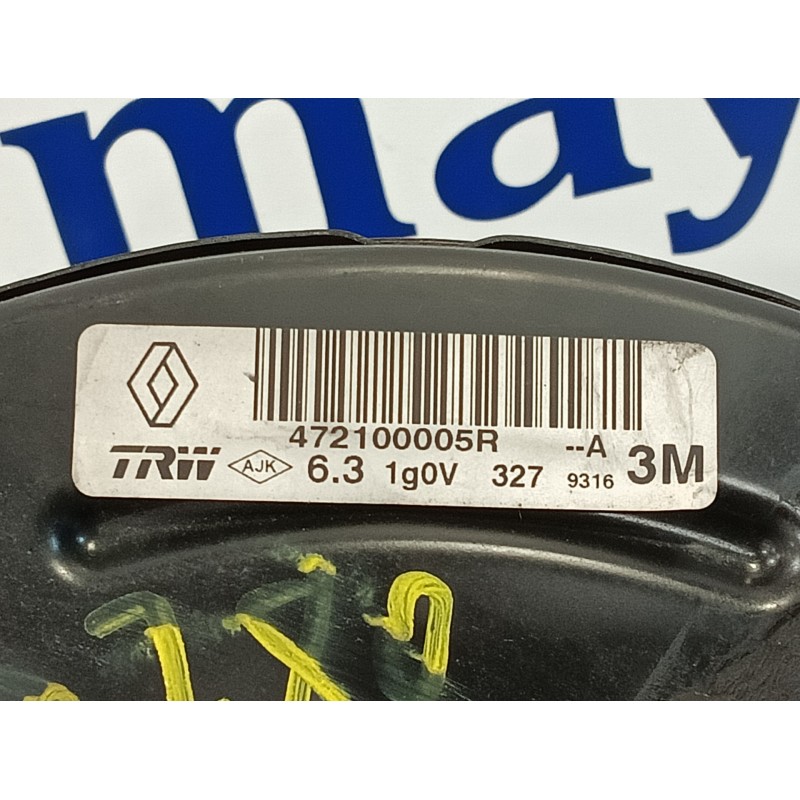 may
472100005R --A
TRW AJK 6.3 1g0V 327 9316 3M